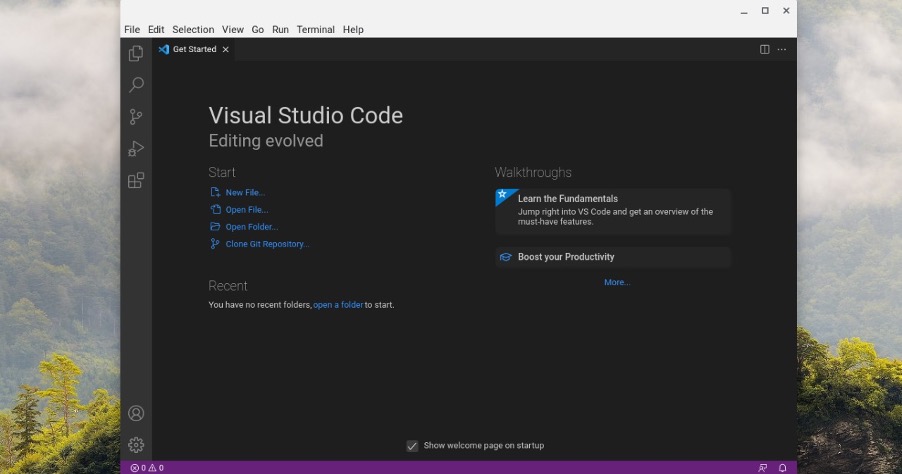 File Edit Selection View Go Run Terminal Help
Get Started
Visual Studio Code
Editing evolved
Start
New File...
Open File...
Open Folder...
Clone Git Repository...
Recent
You have no recent folders, open a folder to start.
Walkthroughs
Learn the Fundamentals
Jump right into VS Code and get an overview of the
must-have features.
Boost your Productivity
More...
Show welcome page on startup
0 0